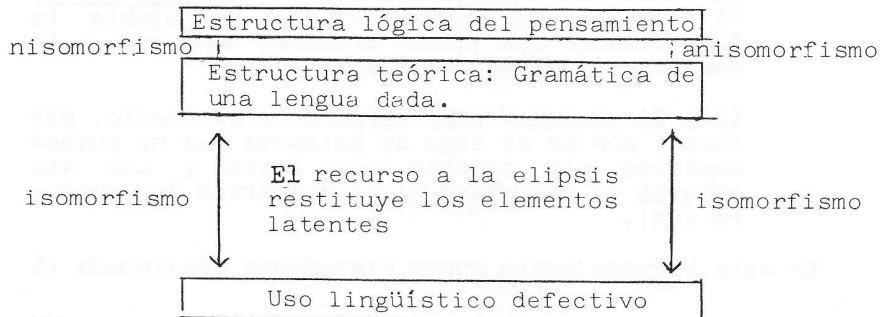 Estructura lógica del pensamiento
nisomorfismo anisomorfismo
Estructura teórica: Gramática de
una lengua dada.
El recurso a la elipsis
isomorfismo restituye los elementos isomorfismo
latentes
Uso lingüístico defectivo